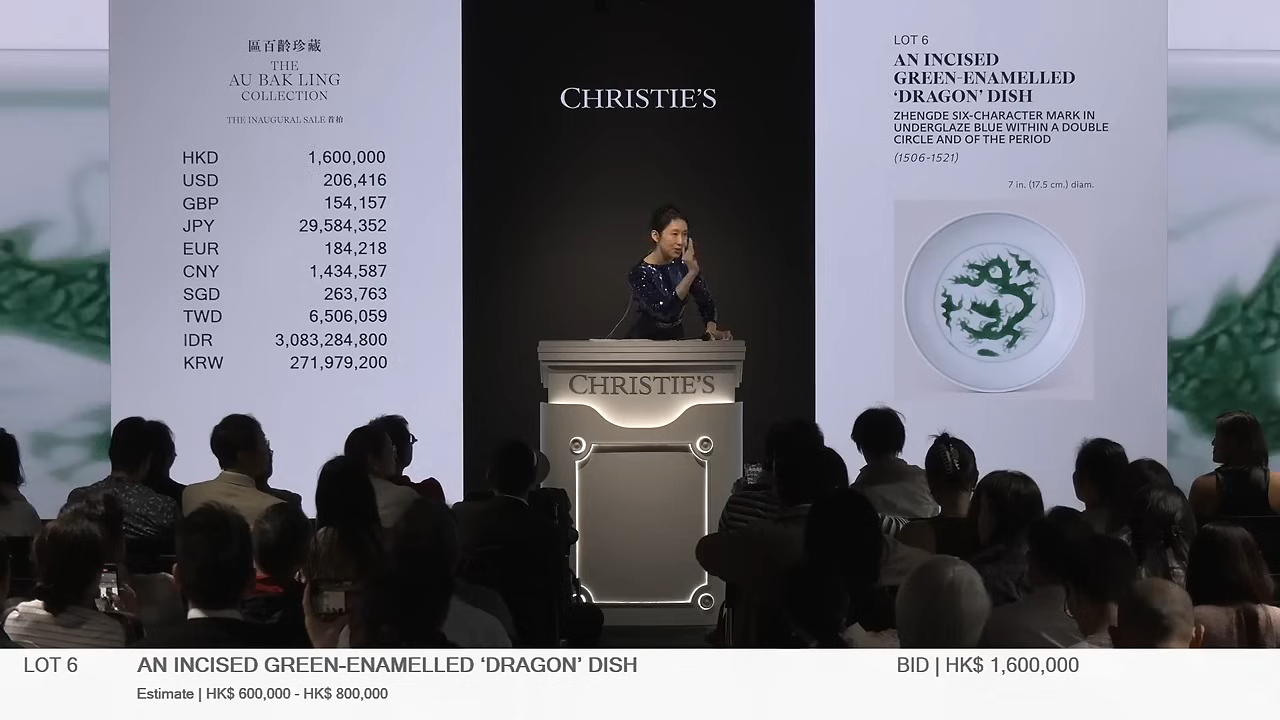 區百齡珍藏
THE
AU BAK LING
COLLECTION
THE INAUGURAL SALE 首拍
HKD 1,600,000
USD 206,416
GBP 154,157
JPY 29,584,352
EUR 184,218
CNY 1,434,587
SGD 263,763
TWD 6,506,059
IDR 3,083,284,800
KRW 271,979,200
CHRISTIE'S
CHRISTIE'S
LOT 6
AN INCISED
GREEN-ENAMELLED
‘DRAGON’ DISH
ZHENGDE SIX-CHARACTER MARK IN
UNDERGLAZE BLUE WITHIN A DOUBLE
CIRCLE AND OF THE PERIOD
(1506-1521)
7 in. (17.5 cm.) diam.
LOT 6
AN INCISED GREEN-ENAMELLED ‘DRAGON’ DISH
BID | HK$ 1,600,000
Estimate | HK$ 600,000 - HK$ 800,000